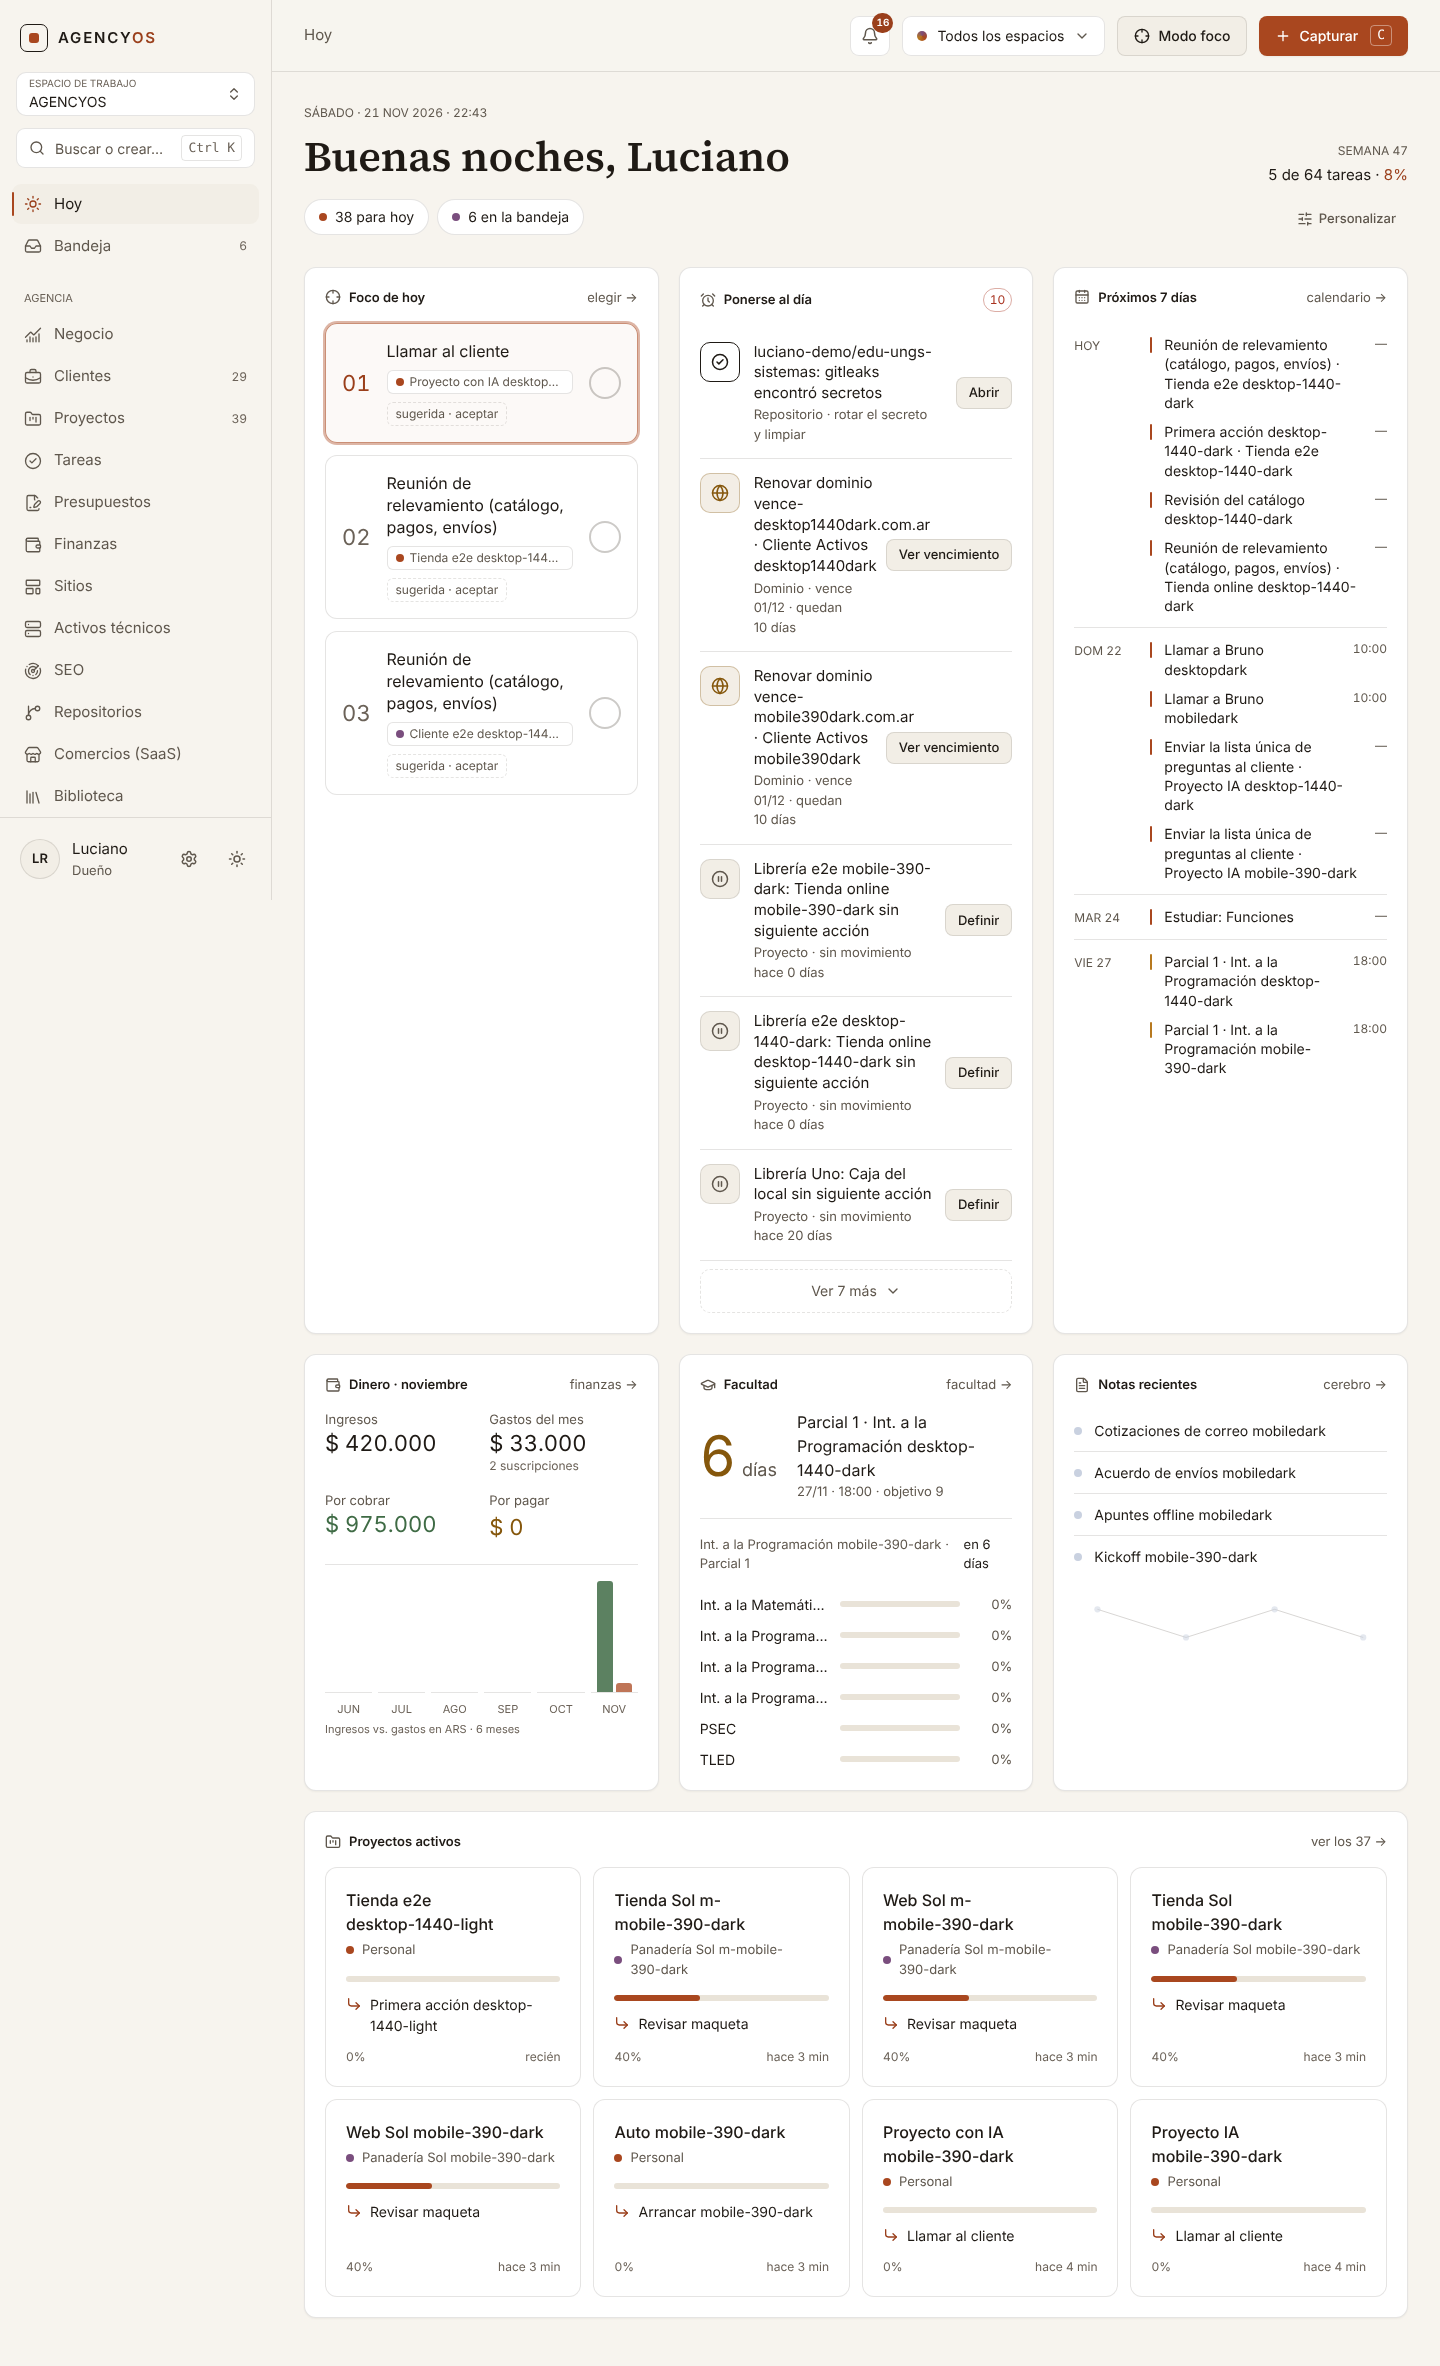 AGENCYOS
ESPACIO DE TRABAJO
AGENCYOS
Buscar o crear...
Ctrl K
Hoy
Bandeja
6
AGENCIA
Negocio
Clientes
29
Proyectos
39
Tareas
Presupuestos
Finanzas
Sitios
Activos técnicos
SEO
Repositorios
Comercios (SaaS)
Biblioteca
LR
Luciano
Dueño
Hoy
16
Todos los espacios
Modo foco
Capturar
C
SÁBADO · 21 NOV 2026 · 22:43
Buenas noches, Luciano
SEMANA 47
5 de 64 tareas · 8%
38 para hoy
6 en la bandeja
Personalizar
Foco de hoy
elegir →
01
Llamar al cliente
Proyecto con IA desktop...
sugerida · aceptar
02
Reunión de
relevamiento (catálogo,
pagos, envíos)
Tienda e2e desktop-144...
sugerida · aceptar
03
Reunión de
relevamiento (catálogo,
pagos, envíos)
Cliente e2e desktop-144...
sugerida · aceptar
Ponerse al día
10
luciano-demo/edu-ungs-
sistemas: gitleaks
encontró secretos
Repositorio · rotar el secreto
y limpiar
Abrir
Renovar dominio
vence-
desktop1440dark.com.ar
· Cliente Activos
desktop1440dark
Dominio · vence
01/12 · quedan
10 días
Ver vencimiento
Renovar dominio
vence-
mobile390dark.com.ar
· Cliente Activos
mobile390dark
Dominio · vence
01/12 · quedan
10 días
Ver vencimiento
Librería e2e mobile-390-
dark: Tienda online
mobile-390-dark sin
siguiente acción
Proyecto · sin movimiento
hace 0 días
Definir
Librería e2e desktop-
1440-dark: Tienda online
desktop-1440-dark sin
siguiente acción
Proyecto · sin movimiento
hace 0 días
Definir
Librería Uno: Caja del
local sin siguiente acción
Proyecto · sin movimiento
hace 20 días
Definir
Ver 7 más
Próximos 7 días
calendario →
HOY
Reunión de relevamiento
(catálogo, pagos, envíos) ·
Tienda e2e desktop-1440-
dark
—
Primera acción desktop-
1440-dark · Tienda e2e
desktop-1440-dark
—
Revisión del catálogo
desktop-1440-dark
—
Reunión de relevamiento
(catálogo, pagos, envíos) ·
Tienda online desktop-1440-
dark
—
DOM 22
Llamar a Bruno
desktopdark
10:00
Llamar a Bruno
mobiledark
10:00
Enviar la lista única de
preguntas al cliente ·
Proyecto IA desktop-1440-
dark
—
Enviar la lista única de
preguntas al cliente ·
Proyecto IA mobile-390-dark
—
MAR 24
Estudiar: Funciones
—
VIE 27
Parcial 1 · Int. a la
Programación desktop-
1440-dark
18:00
Parcial 1 · Int. a la
Programación mobile-
390-dark
18:00
Dinero · noviembre
finanzas →
Ingresos
$ 420.000
Gastos del mes
$ 33.000
2 suscripciones
Por cobrar
$ 975.000
Por pagar
$ 0
JUN
JUL
AGO
SEP
OCT
NOV
Ingresos vs. gastos en ARS · 6 meses
Facultad
facultad →
6 días
Parcial 1 · Int. a la
Programación desktop-
1440-dark
27/11 · 18:00 · objetivo 9
Int. a la Programación mobile-390-dark ·
Parcial 1
en 6
días
Int. a la Matemáti...
0%
Int. a la Programa...
0%
Int. a la Programa...
0%
Int. a la Programa...
0%
PSEC
0%
TLED
0%
Notas recientes
cerebro →
Cotizaciones de correo mobiledark
Acuerdo de envíos mobiledark
Apuntes offline mobiledark
Kickoff mobile-390-dark
Proyectos activos
ver los 37 →
Tienda e2e
desktop-1440-light
Personal
Primera acción desktop-
1440-light
0%
recién
Tienda Sol m-
mobile-390-dark
Panadería Sol m-mobile-
390-dark
Revisar maqueta
40%
hace 3 min
Web Sol m-
mobile-390-dark
Panadería Sol m-mobile-
390-dark
Revisar maqueta
40%
hace 3 min
Tienda Sol
mobile-390-dark
Panadería Sol mobile-390-dark
Revisar maqueta
40%
hace 3 min
Web Sol mobile-390-dark
Panadería Sol mobile-390-dark
Revisar maqueta
40%
hace 3 min
Auto mobile-390-dark
Personal
Arrancar mobile-390-dark
0%
hace 3 min
Proyecto con IA
mobile-390-dark
Personal
Llamar al cliente
0%
hace 4 min
Proyecto IA
mobile-390-dark
Personal
Llamar al cliente
0%
hace 4 min